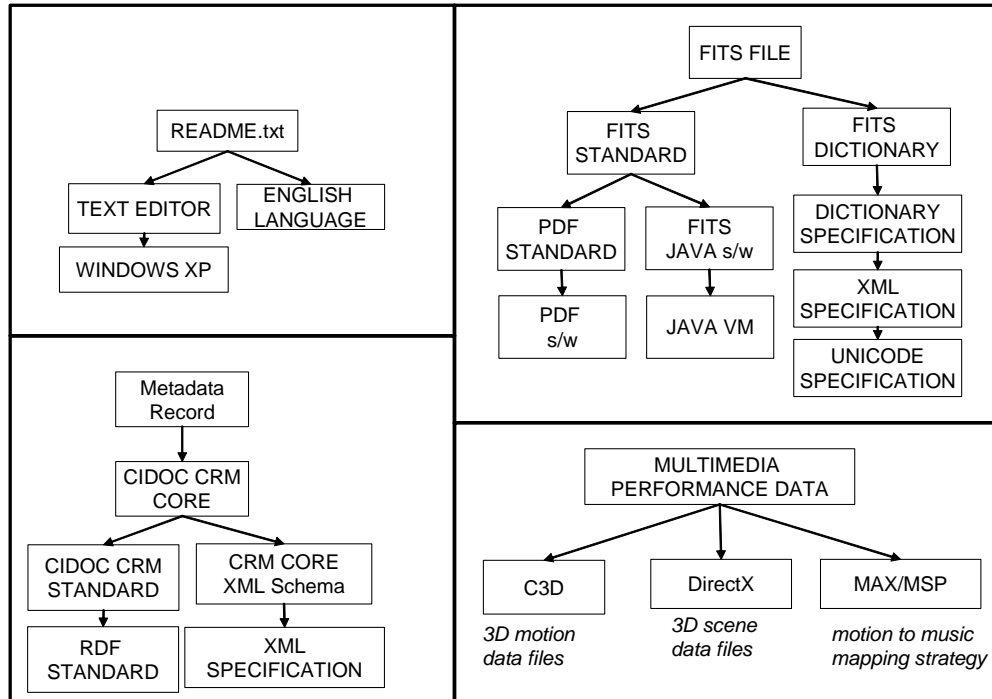 README.txt
TEXT EDITOR
ENGLISH
LANGUAGE
WINDOWS XP
FITS FILE
FITS
STANDARD
FITS
DICTIONARY
PDF
STANDARD
FITS
JAVA s/w
DICTIONARY
SPECIFICATION
PDF
s/w
JAVA VM
XML
SPECIFICATION
UNICODE
SPECIFICATION
Metadata
Record
CIDOC CRM
CORE
CIDOC CRM
STANDARD
CRM CORE
XML Schema
RDF
STANDARD
XML
SPECIFICATION
MULTIMEDIA
PERFORMANCE DATA
C3D
DirectX
MAX/MSP
3D motion
data files
3D scene
data files
motion to music
mapping strategy